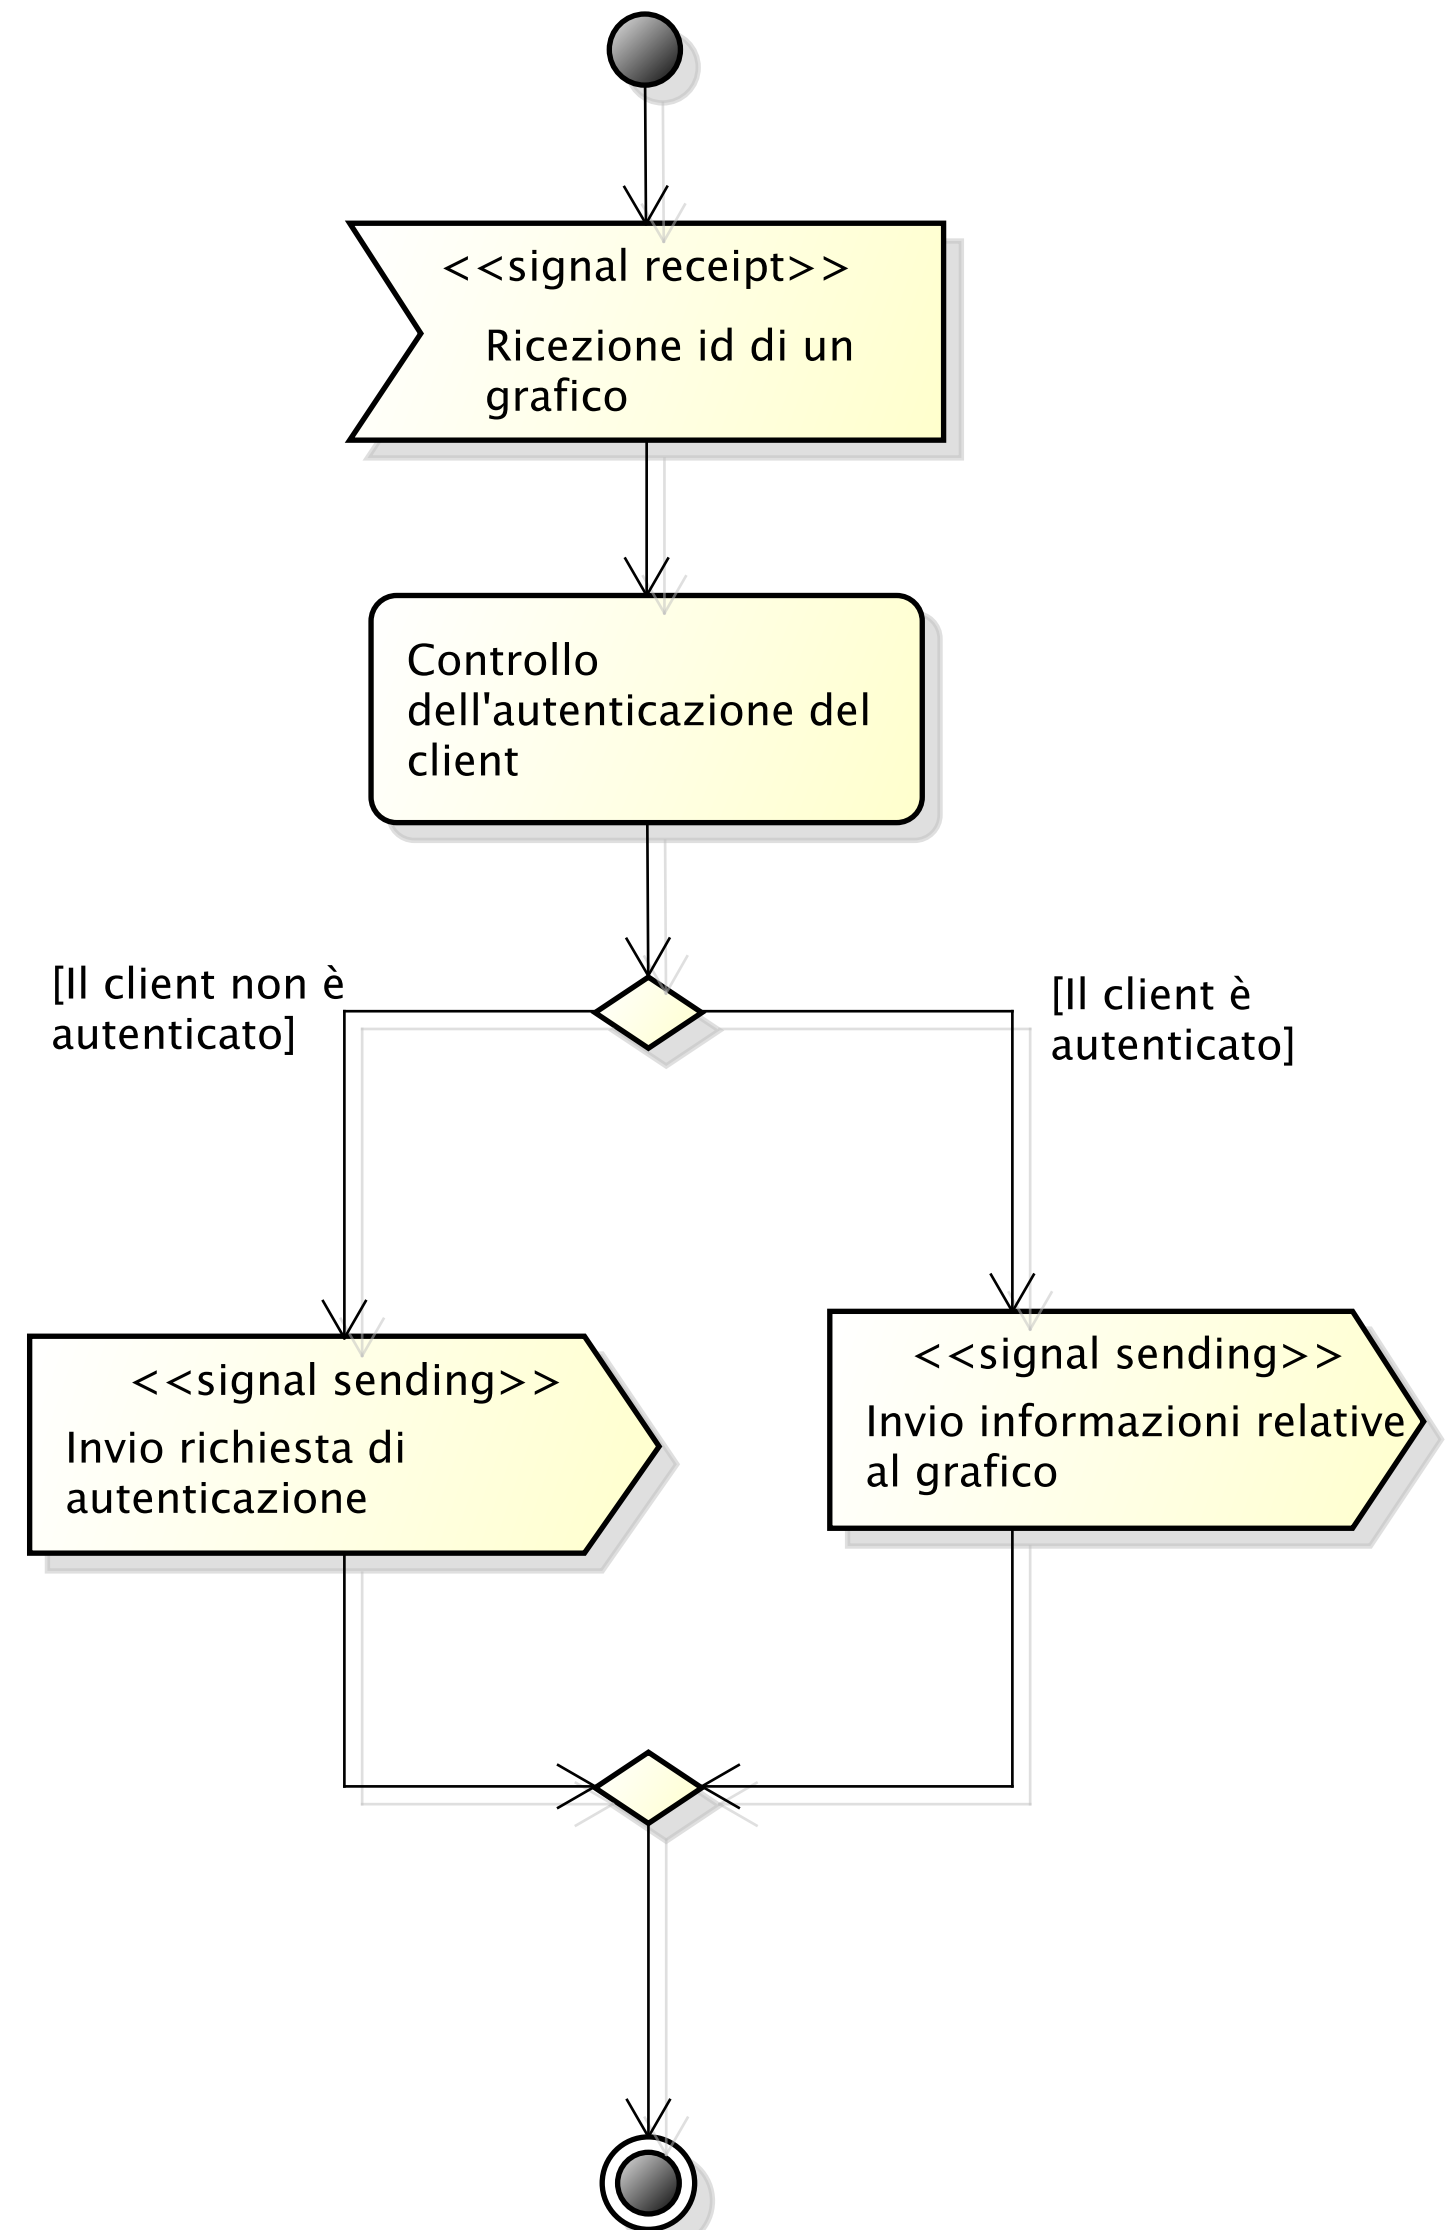 <<signal receipt>>
Ricezione id di un
grafico
Controllo
dell'autenticazione del
client
[Il client non è
autenticato]
[Il client è
autenticato]
<<signal sending>>
Invio richiesta di
autenticazione
<<signal sending>>
Invio informazioni relative
al grafico